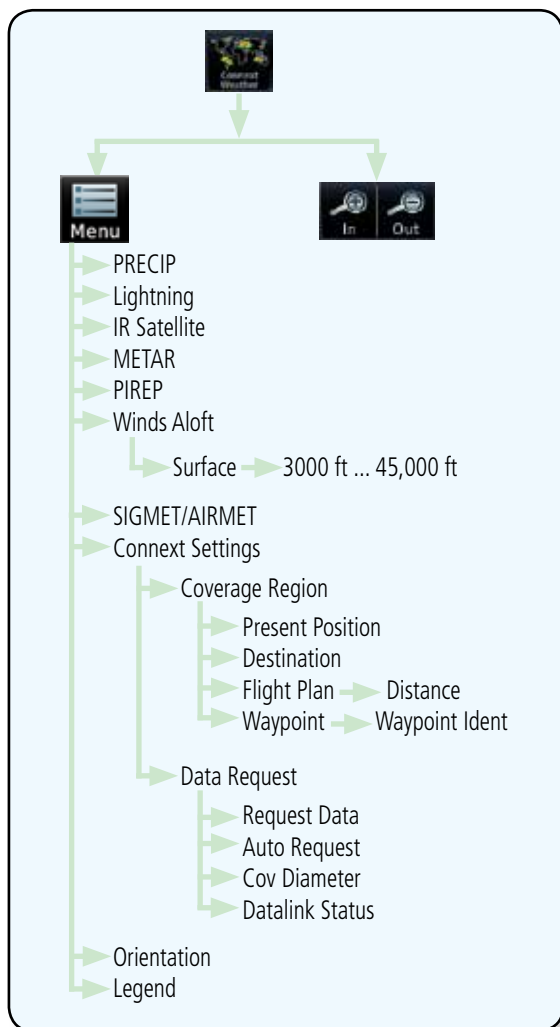 Connext
Weather
Menu
In Out
PRECIP
Lightning
IR Satellite
METAR
PIREP
Winds Aloft
Surface 3000 ft ... 45,000 ft
SIGMET/AIRMET
Connext Settings
Coverage Region
Present Position
Destination
Flight Plan Distance
Waypoint Waypoint Ident
Data Request
Request Data
Auto Request
Cov Diameter
Datalink Status
Orientation
Legend